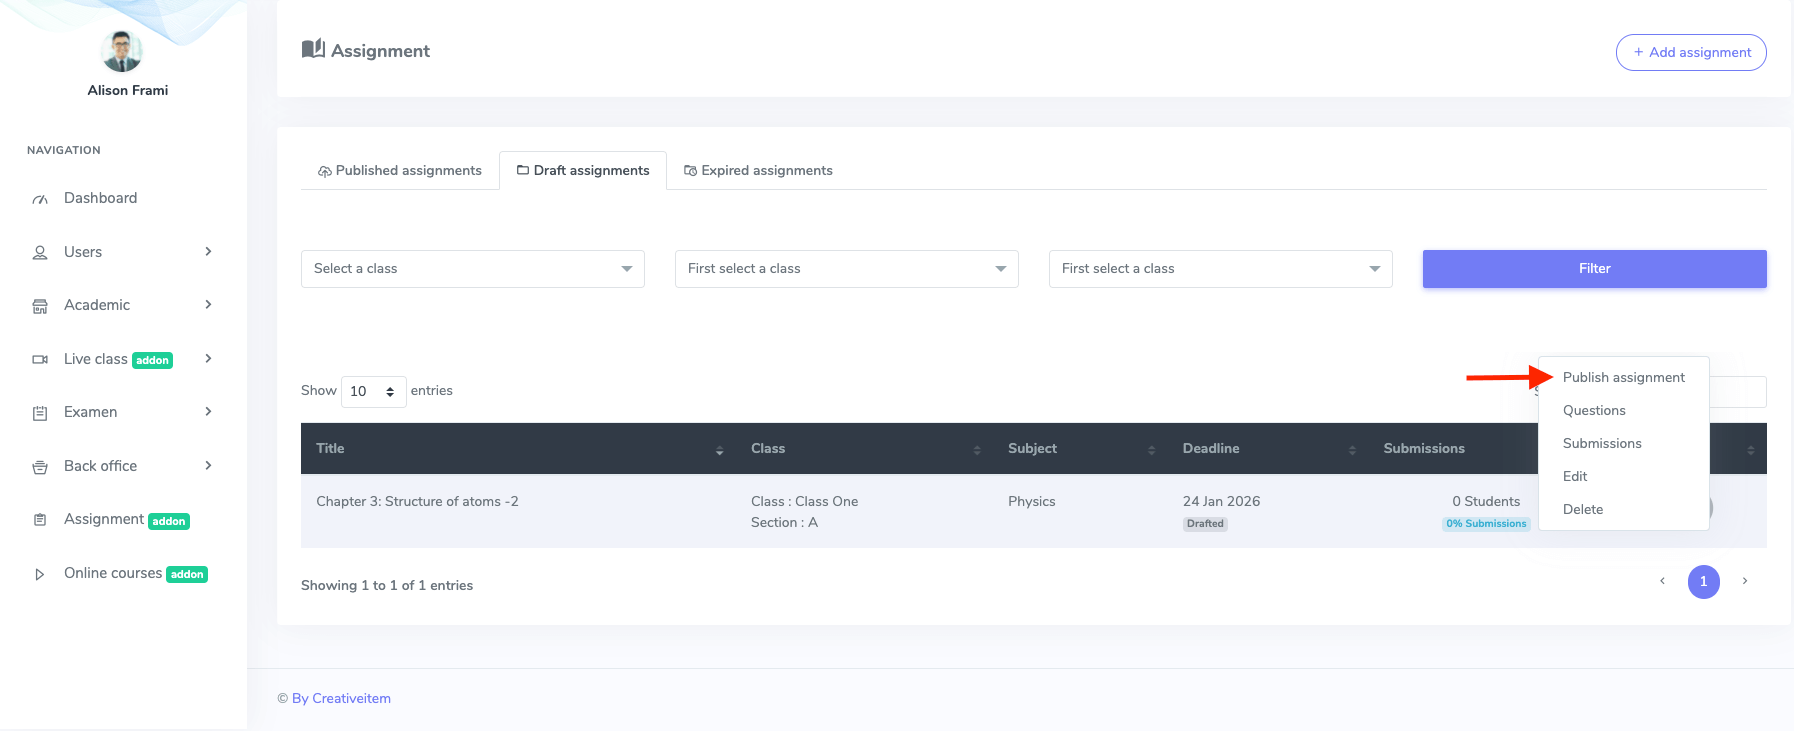 Alison Frami
NAVIGATION
Dashboard
Users
Academic
Live class addon
Examen
Back office
Assignment addon
Online courses addon
Assignment
+ Add assignment
Published assignments
Draft assignments
Expired assignments
Select a class
First select a class
First select a class
Filter
Show 10 entries
Publish assignment
Questions
Submissions
Edit
Delete
Title Class Subject Deadline Submissions
Chapter 3: Structure of atoms -2 Class : Class One Physics 24 Jan 2026 0 Students
Section : A Drafted 0% Submissions
Showing 1 to 1 of 1 entries
‹ 1 ›
© By Creativeitem